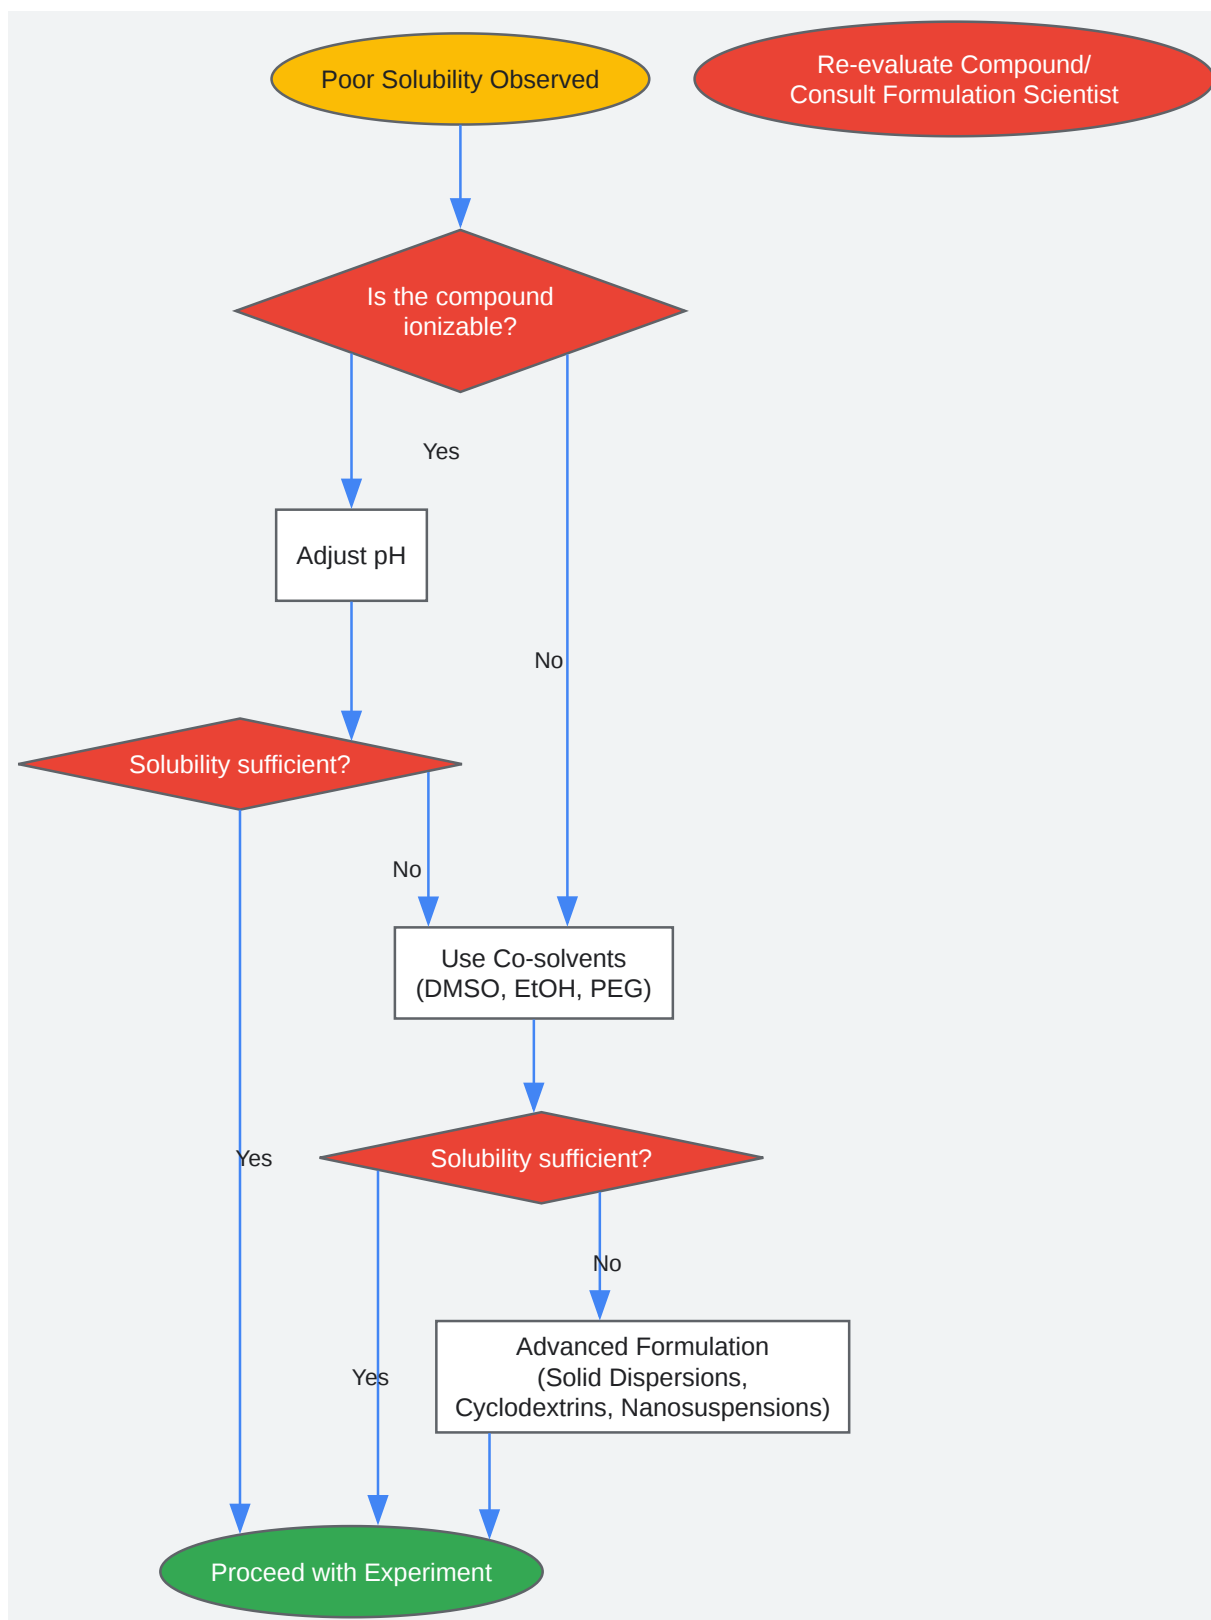 Poor Solubility Observed
Re-evaluate Compound/
Consult Formulation Scientist
Is the compound
ionizable?
Yes
Adjust pH
No
Solubility sufficient?
No
Use Co-solvents
(DMSO, EtOH, PEG)
Yes
Solubility sufficient?
No
Advanced Formulation
(Solid Dispersions,
Cyclodextrins, Nanosuspensions)
Yes
Proceed with Experiment